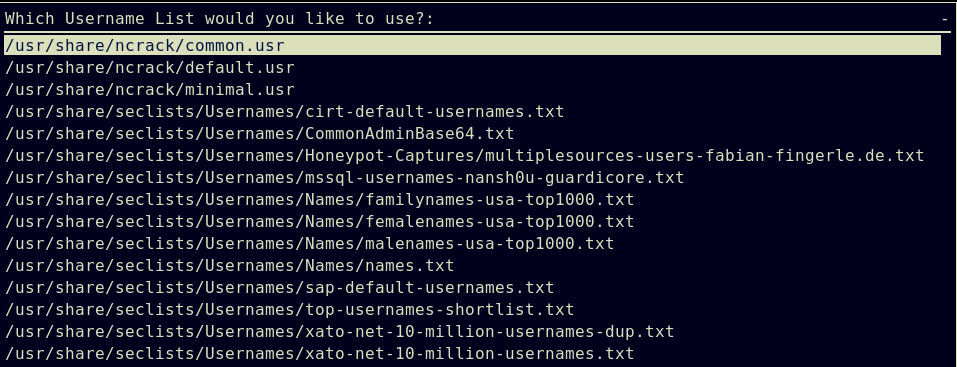 Which Username List would you like to use?: -
/usr/share/ncrack/common.usr
/usr/share/ncrack/default.usr
/usr/share/ncrack/minimal.usr
/usr/share/seclists/Usernames/cirt-default-usernames.txt
/usr/share/seclists/Usernames/CommonAdminBase64.txt
/usr/share/seclists/Usernames/Honeypot-Captures/multiplesources-users-fabian-fingerle.de.txt
/usr/share/seclists/Usernames/mssql-usernames-nansh0u-guardicore.txt
/usr/share/seclists/Usernames/Names/familynames-usa-top1000.txt
/usr/share/seclists/Usernames/Names/femalenames-usa-top1000.txt
/usr/share/seclists/Usernames/Names/malenames-usa-top1000.txt
/usr/share/seclists/Usernames/Names/names.txt
/usr/share/seclists/Usernames/sap-default-usernames.txt
/usr/share/seclists/Usernames/top-usernames-shortlist.txt
/usr/share/seclists/Usernames/xato-net-10-million-usernames-dup.txt
/usr/share/seclists/Usernames/xato-net-10-million-usernames.txt